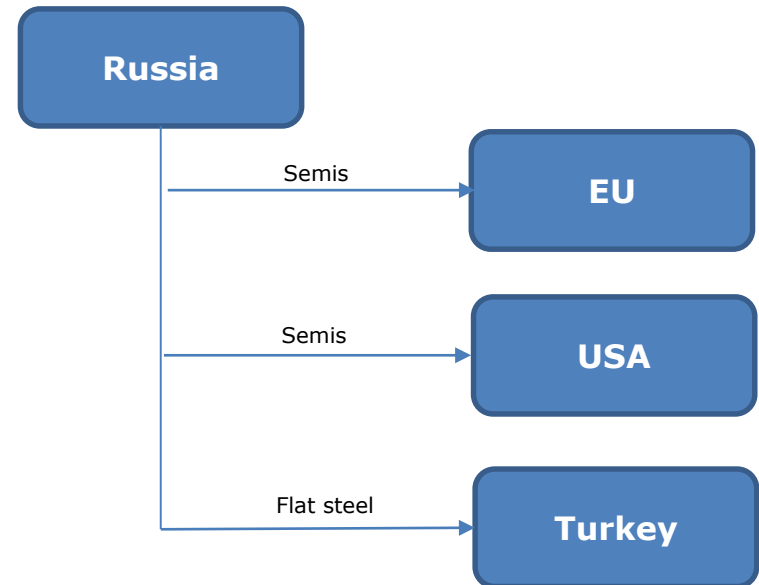 Russia
Semis
EU
Semis
USA
Flat steel
Turkey